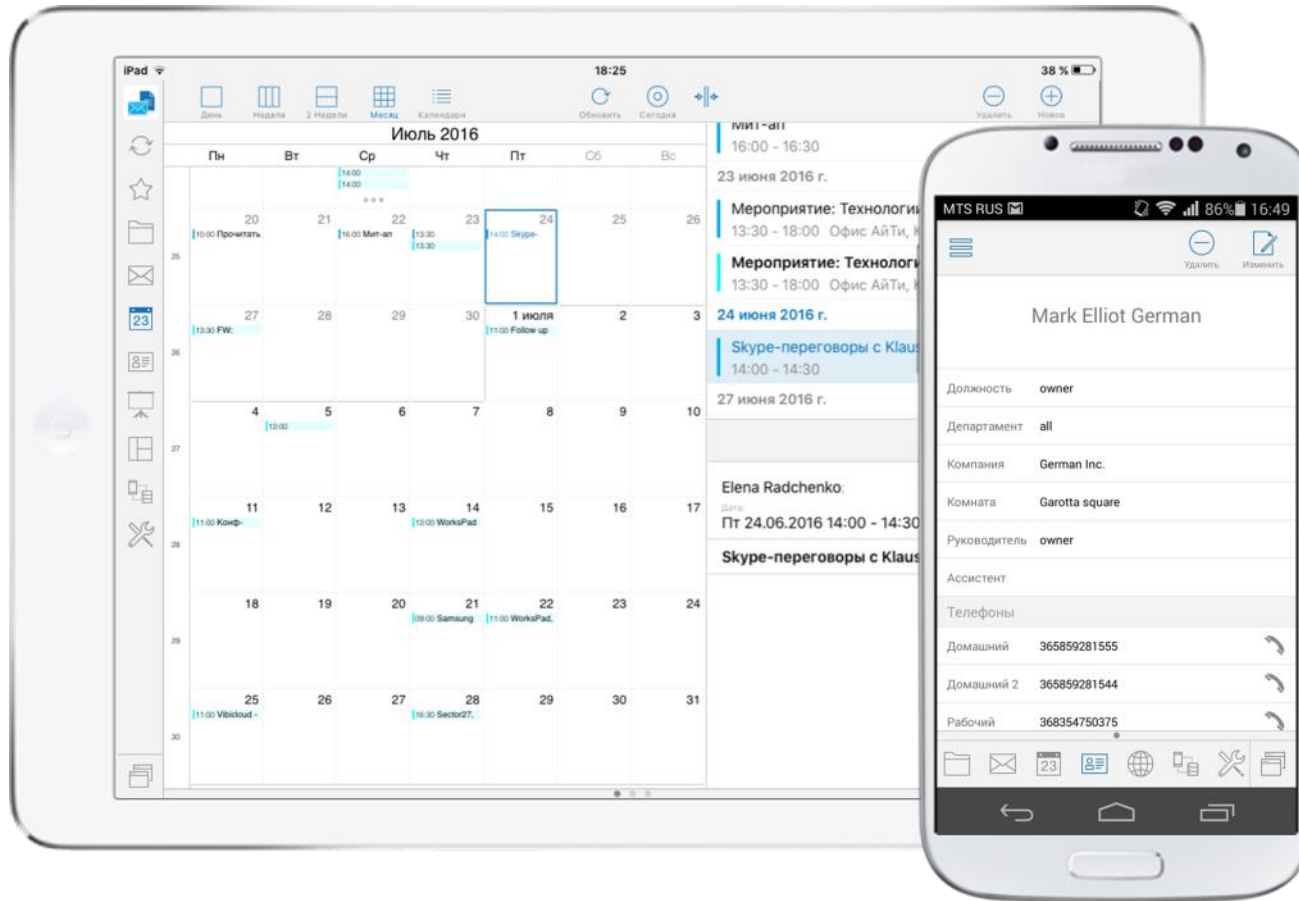 iPad
18:25
38 %
День
Неделя
2 Недели
Месяц
Календари
Обновить
Сегодня
Удалить
Новое
Июль 2016
Пн Вт Ср Чт Пт Сб Вс
14:00
14:00
20 21 22 23 24 25 26
25
10:00 Прочитать
16:00 Мит-ап
13:30
13:30
14:00 Skype-
27 28 29 30 1 июля 2 3
26
13:30 FW:
11:00 Follow up
4 5 6 7 8 9 10
27
12:00
11 12 13 14 15 16 17
28
11:00 Конф-
12:00 WorksPad
18 19 20 21 22 23 24
29
09:00 Samsung
11:00 WorksPad,
25 26 27 28 29 30 31
30
11:00 Vibicloud -
16:30 Sector27,
23
Мит-ап
16:00 - 16:30
23 июня 2016 г.
Мероприятие: Технологии
13:30 - 18:00 Офис АйТи,
Мероприятие: Технологи
13:30 - 18:00 Офис АйТи,
24 июня 2016 г.
Skype-переговоры с Klaus
14:00 - 14:30
27 июня 2016 г.
Elena Radchenko;
Дата:
Пт 24.06.2016 14:00 - 14:30
Skype-переговоры с Klaus
MTS RUS
86% 16:49
Удалить
Изменить
Mark Elliot German
Должность owner
Департамент all
Компания German Inc.
Комната Garotta square
Руководитель owner
Ассистент
Телефоны
Домашний 365859281555
Домашний 2 365859281544
Рабочий 368354750375
23